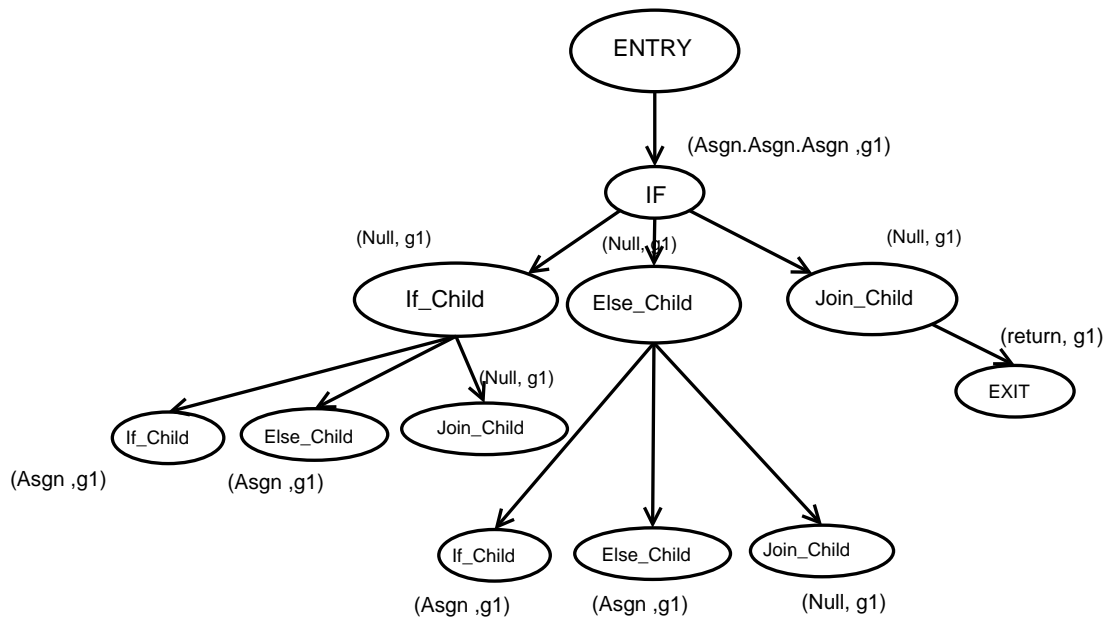 ENTRY
(Asgn.Asgn.Asgn ,g1)
IF
(Null, g1)
(Null, g1)
(Null, g1)
If_Child
Else_Child
Join_Child
(return, g1)
EXIT
(Null, g1)
If_Child
Else_Child
Join_Child
(Asgn ,g1)
(Asgn ,g1)
If_Child
Else_Child
Join_Child
(Asgn ,g1)
(Asgn ,g1)
(Null, g1)